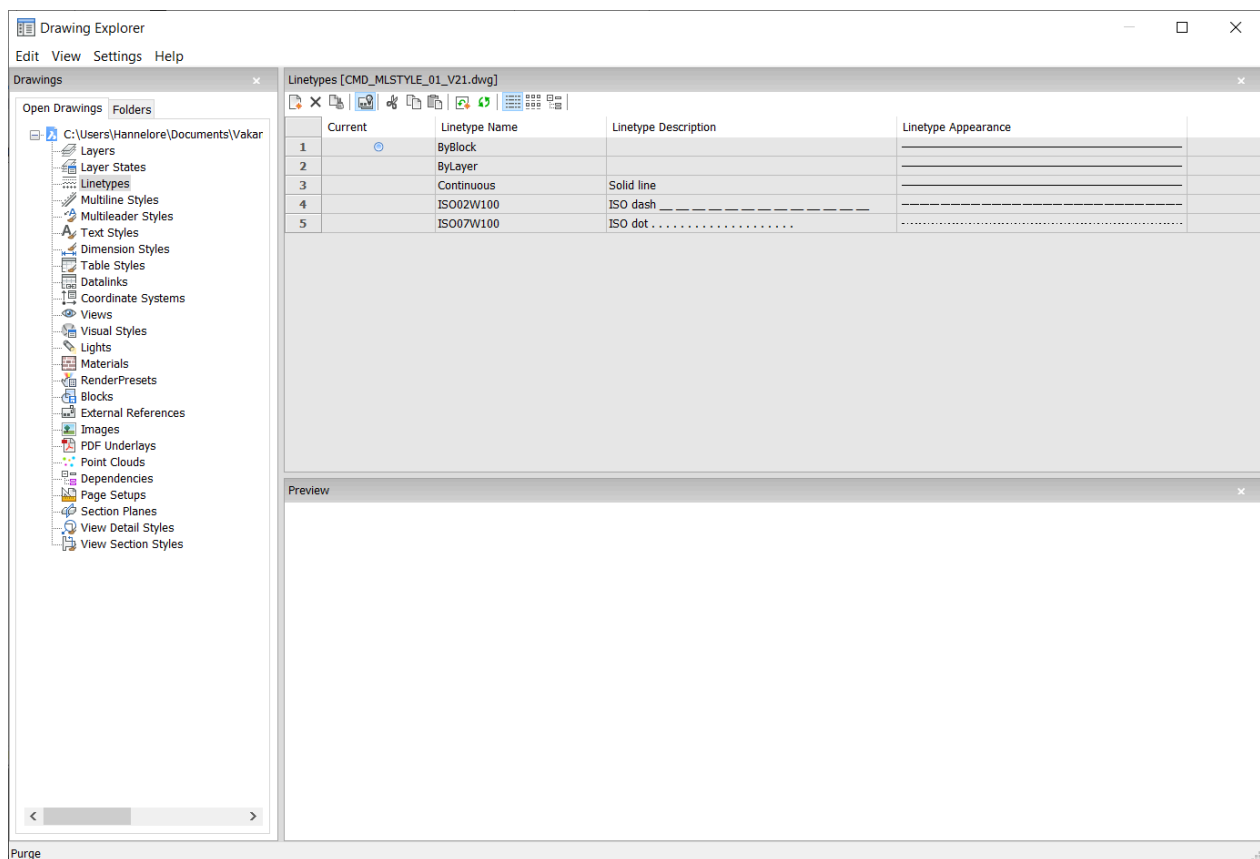 Drawing Explorer
Edit View Settings Help
Drawings
Open Drawings Folders
C:\Users\Hannelore\Documents\Vakar
Layers
Layer States
Linetypes
Multiline Styles
Multileader Styles
Text Styles
Dimension Styles
Table Styles
Datalinks
Coordinate Systems
Views
Visual Styles
Lights
Materials
RenderPresets
Blocks
External References
Images
PDF Underlays
Point Clouds
Dependencies
Page Setups
Section Planes
View Detail Styles
View Section Styles
Linetypes [CMD_MLSTYLE_01_V21.dwg]
Current Linetype Name Linetype Description Linetype Appearance
1 ByBlock
2 ByLayer
3 Continuous Solid line
4 ISO02W100 ISO dash __ __ __ __ __ __ __ __ __ __ __ __ __
5 ISO07W100 ISO dot . . . . . . . . . . . . . . . . . . . .
Preview
Purge